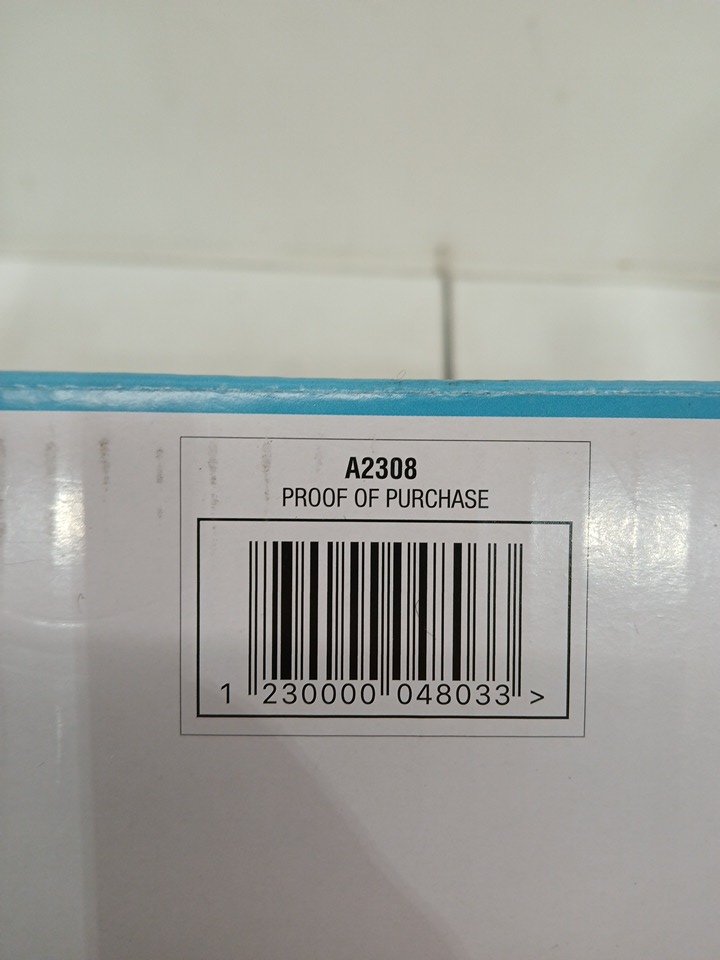 A2308
PROOF OF PURCHASE
1 230000 048033 >